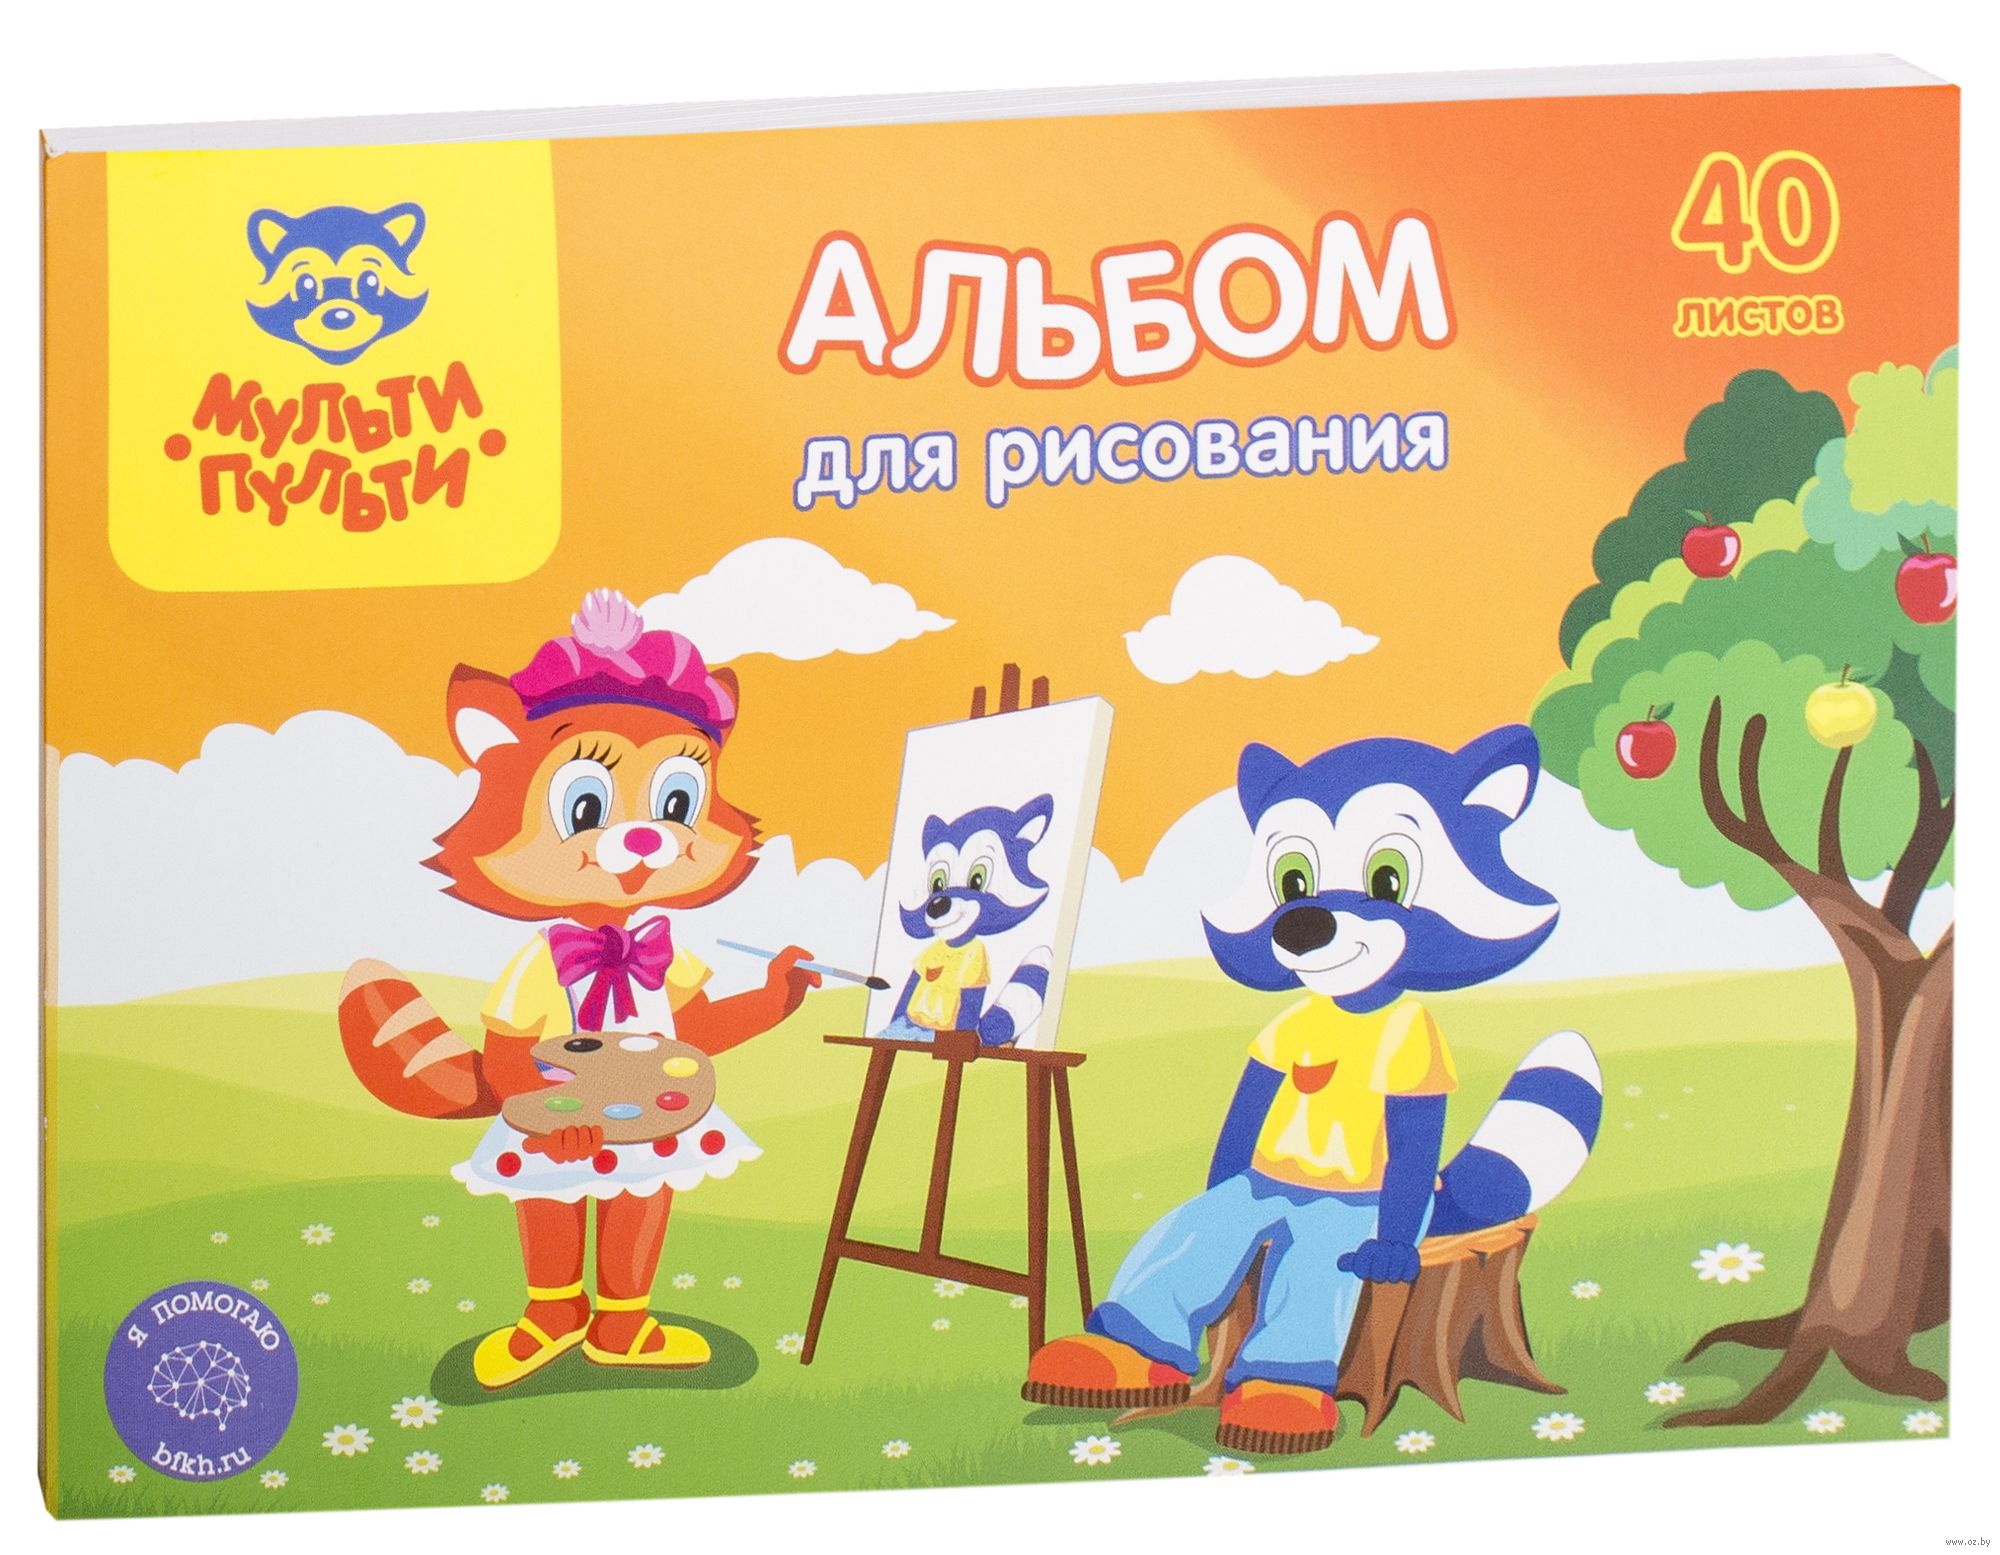 МУЛЬТИ
ПУЛЬТИ
АЛЬБОМ
для рисования
40
листов
Я ПОМОГАЮ
bfkh.ru
www.oz.by